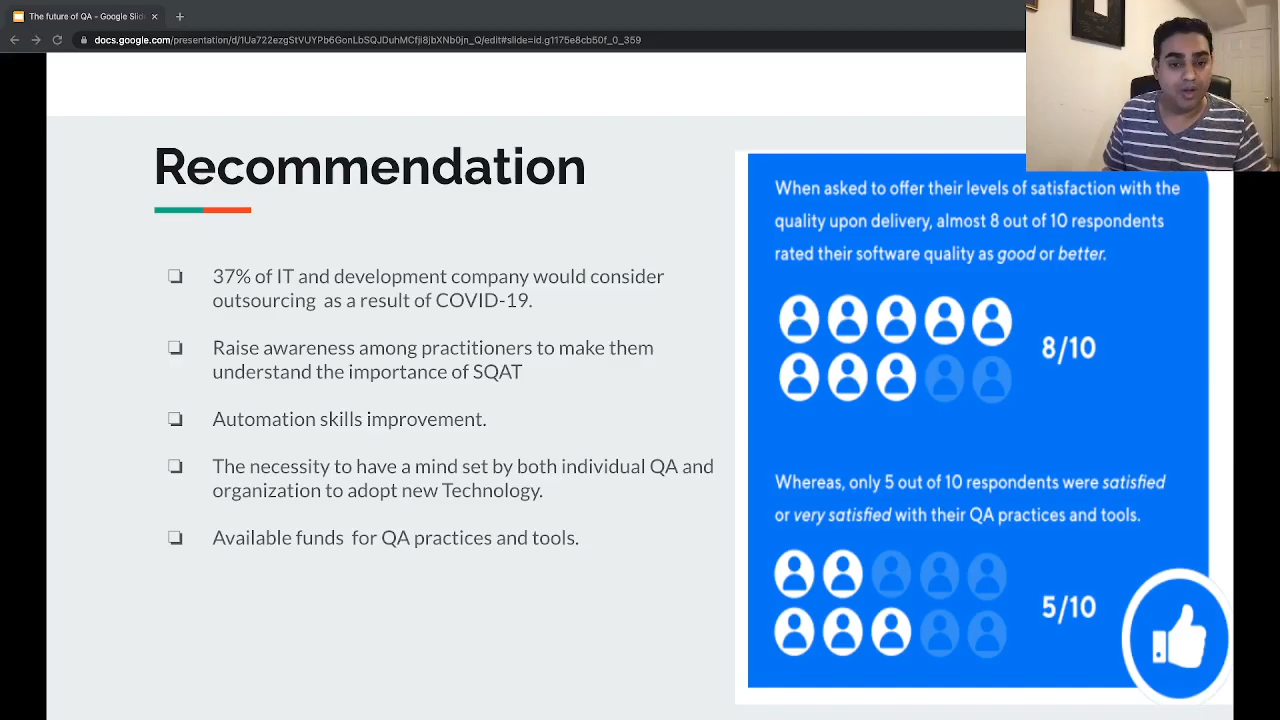 The future of QA - Google Slid
docs.google.com/presentation/d/1Ua722ezgStVUYPb6GonLbSQJDuhMCfji8jbXNb0jn_Q/edit#slide=id.g1175e8cb50f_0_359
Recommendation
37% of IT and development company would consider
outsourcing as a result of COVID-19.
Raise awareness among practitioners to make them
understand the importance of SQAT
Automation skills improvement.
The necessity to have a mind set by both individual QA and
organization to adopt new Technology.
Available funds for QA practices and tools.
When asked to offer their levels of satisfaction with the
quality upon delivery, almost 8 out of 10 respondents
rated their software quality as good or better.
8/10
Whereas, only 5 out of 10 respondents were satisfied
or very satisfied with their QA practices and tools.
5/10